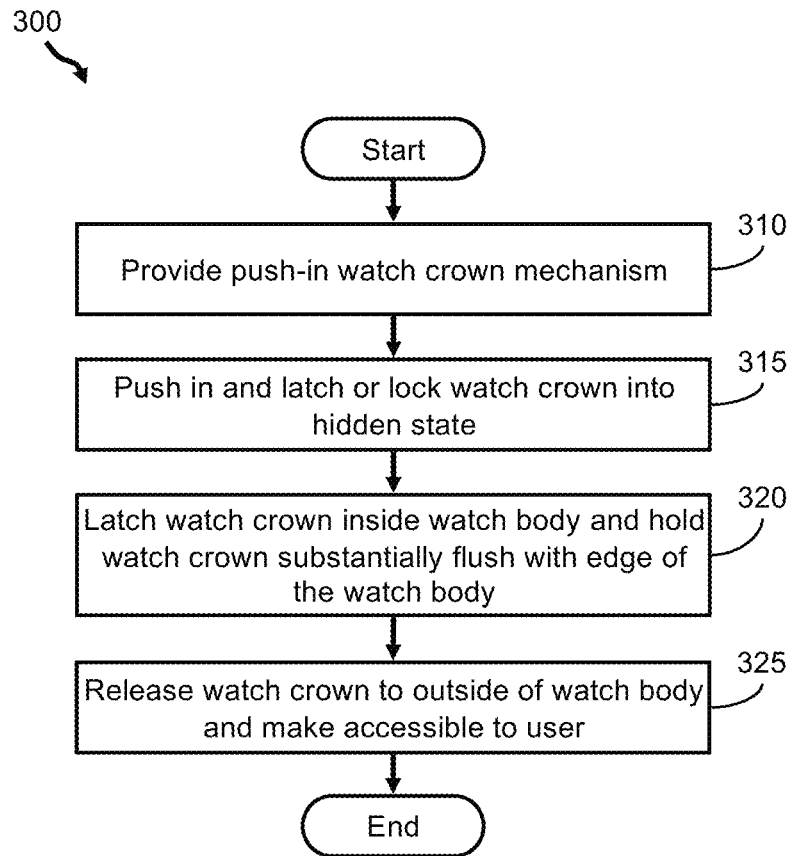 300
Start
310
Provide push-in watch crown mechanism
315
Push in and latch or lock watch crown into
hidden state
320
Latch watch crown inside watch body and hold
watch crown substantially flush with edge of
the watch body
325
Release watch crown to outside of watch body
and make accessible to user
End